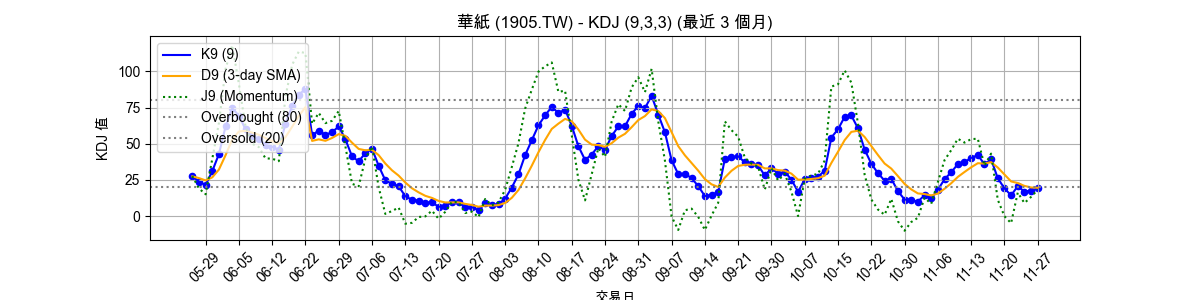 華紙 (1905.TW) - KDJ (9,3,3) (最近 3 個月)
KDJ 值
100
75
50
25
0
K9 (9)
D9 (3-day SMA)
J9 (Momentum)
Overbought (80)
Oversold (20)
05-29 06-05 06-12 06-22 06-29 07-06 07-13 07-20 07-27 08-03 08-10 08-17 08-24 08-31 09-07 09-14 09-21 09-30 10-07 10-15 10-22 10-30 11-06 11-13 11-20 11-27
交易日